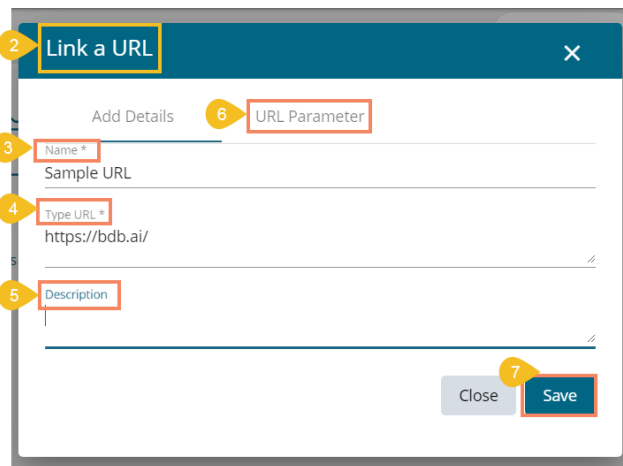 2 Link a URL
Add Details 6 URL Parameter
3 Name *
Sample URL
4 Type URL *
https://bdb.ai/
s
5 Description
7
Close Save